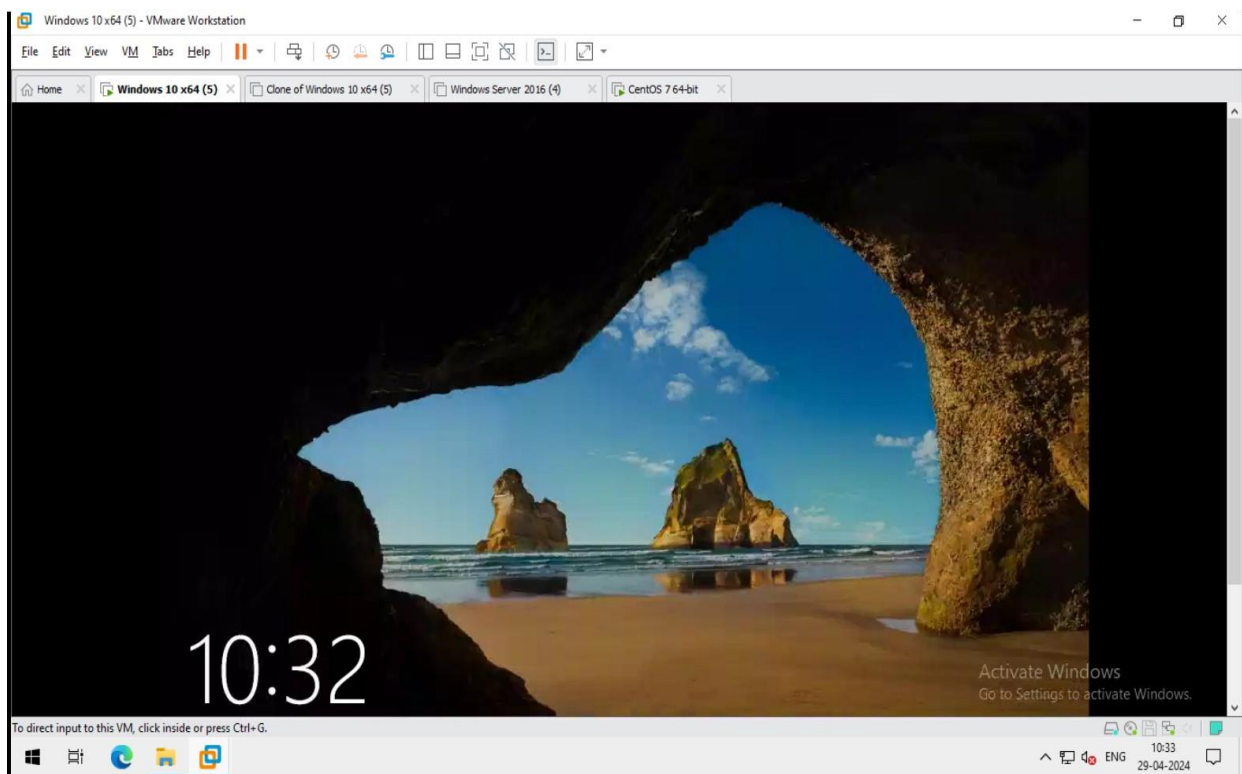 Windows 10 x64 (5) - VMware Workstation
File Edit View VM Tabs Help
Home Windows 10 x64 (5) Clone of Windows 10 x64 (5) Windows Server 2016 (4) CentOS 7 64-bit
10:32
Activate Windows
Go to Settings to activate Windows.
To direct input to this VM, click inside or press Ctrl+G.
ENG 10:33
29-04-2024